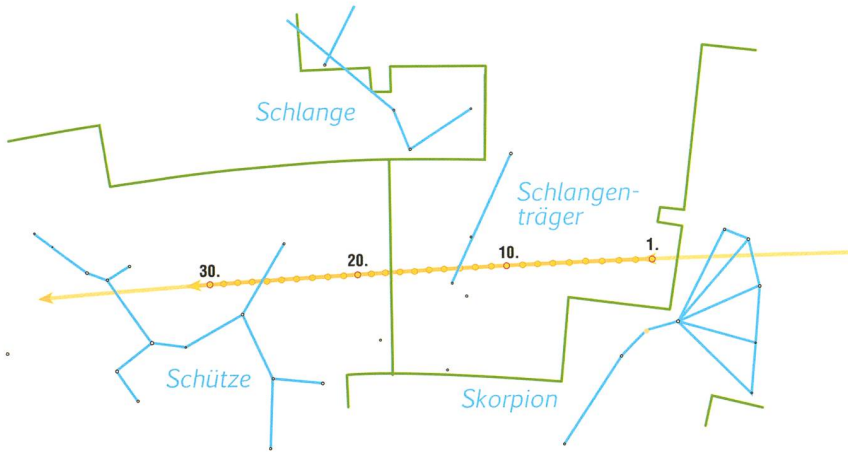 Schlange
Schlangen-
träger
1.
10.
20.
30.
Schütze
Skorpion